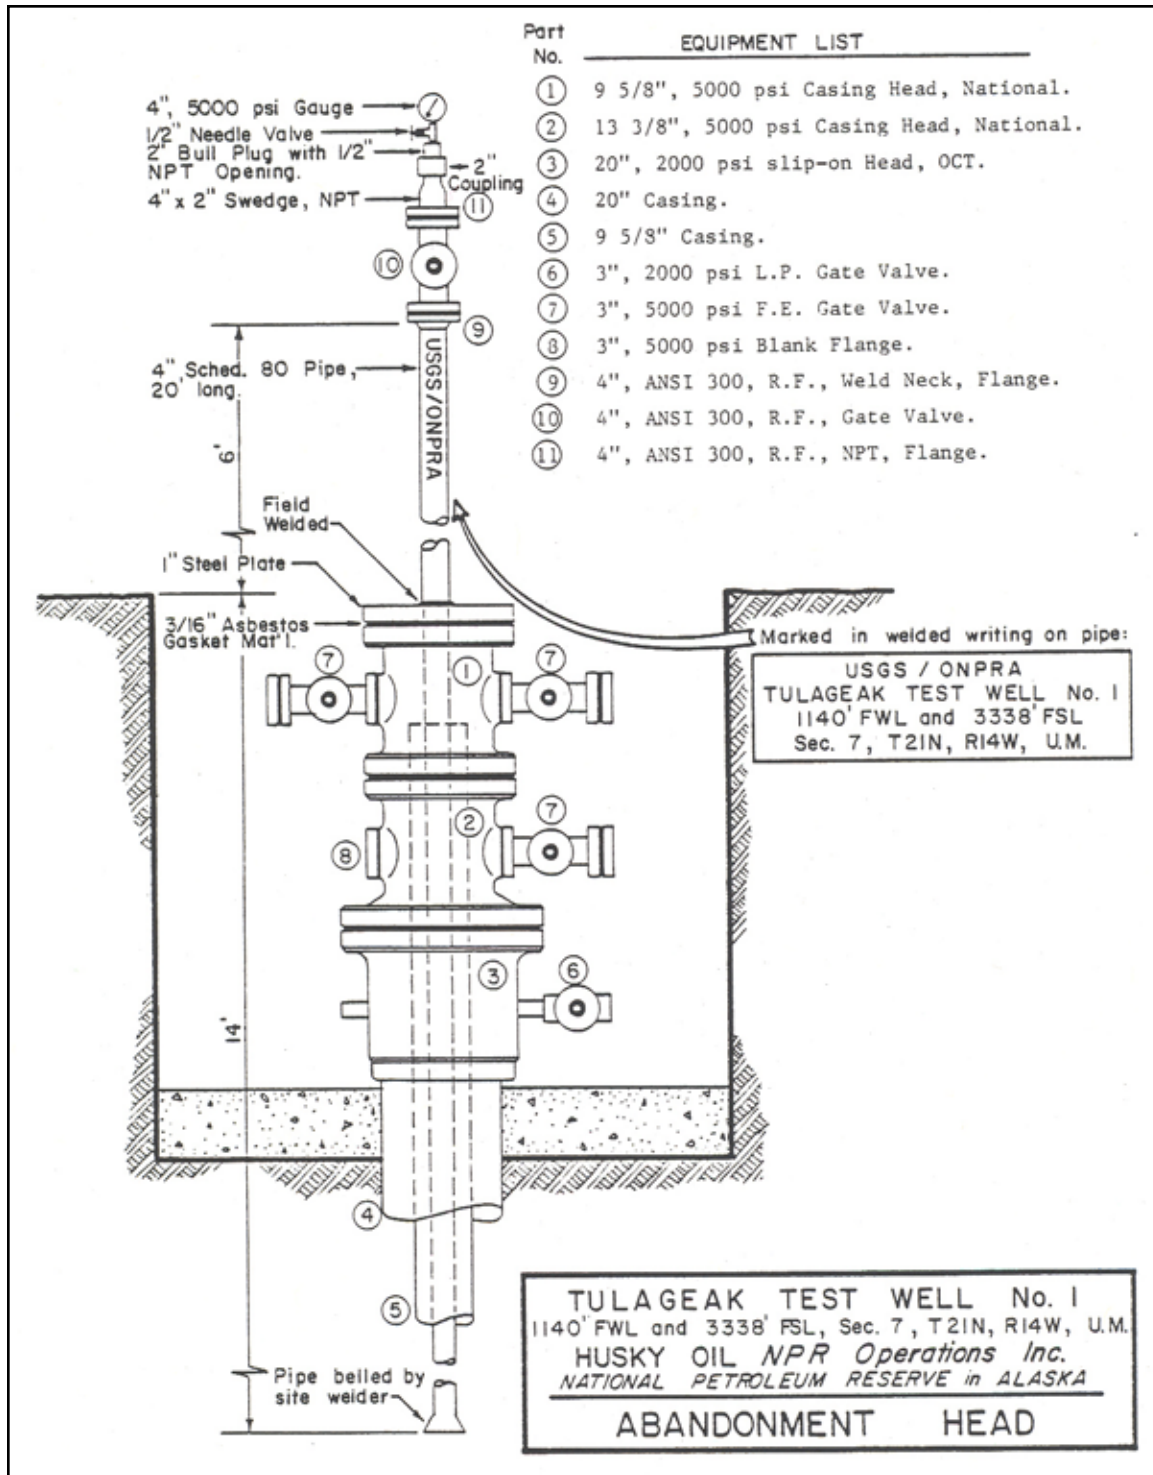 Part
No.
EQUIPMENT LIST
① 9 5/8", 5000 psi Casing Head, National.
② 13 3/8", 5000 psi Casing Head, National.
③ 20", 2000 psi slip-on Head, OCT.
④ 20" Casing.
⑤ 9 5/8" Casing.
⑥ 3", 2000 psi L.P. Gate Valve.
⑦ 3", 5000 psi F.E. Gate Valve.
⑧ 3", 5000 psi Blank Flange.
⑨ 4", ANSI 300, R.F., Weld Neck, Flange.
⑩ 4", ANSI 300, R.F., Gate Valve.
⑪ 4", ANSI 300, R.F., NPT, Flange.
4", 5000 psi Gauge
1/2" Needle Valve
2" Bull Plug with 1/2"
NPT Opening.
2"
Coupling
4" x 2" Swedge, NPT
⑪
⑩
⑨
4" Sched. 80 Pipe,
20' long.
USGS/ONPRA
6'
Field
Welded
1" Steel Plate
3/16" Asbestos
Gasket Mat'l.
Marked in welded writing on pipe:
USGS / ONPRA
TULAGEAK TEST WELL No. 1
1140' FWL and 3338' FSL
Sec. 7, T21N, R14W, U.M.
⑦
①
⑦
②
⑦
⑧
③
⑥
14'
④
⑤
Pipe belled by
site welder
TULAGEAK TEST WELL No. 1
1140' FWL and 3338' FSL, Sec. 7, T21N, R14W, U.M.
HUSKY OIL NPR Operations Inc.
NATIONAL PETROLEUM RESERVE in ALASKA
ABANDONMENT HEAD